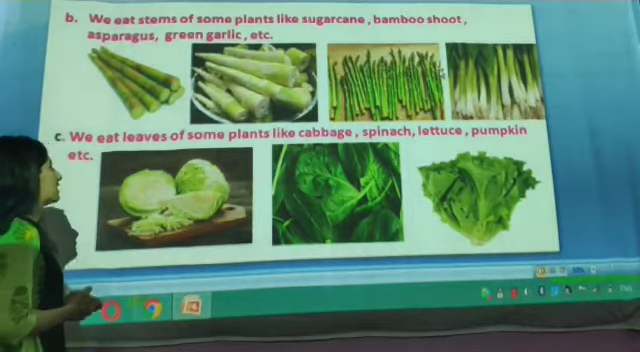 b. We eat stems of some plants like sugarcane , bamboo shoot ,
asparagus, green garlic , etc.
c. We eat leaves of some plants like cabbage , spinach, lettuce , pumpkin
etc.